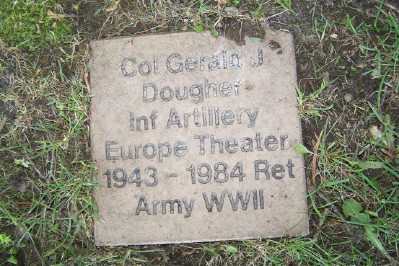 Col Gerald J
Dougher
Inf Artillery
Europe Theater
1943 - 1984 Ret
Army WWII